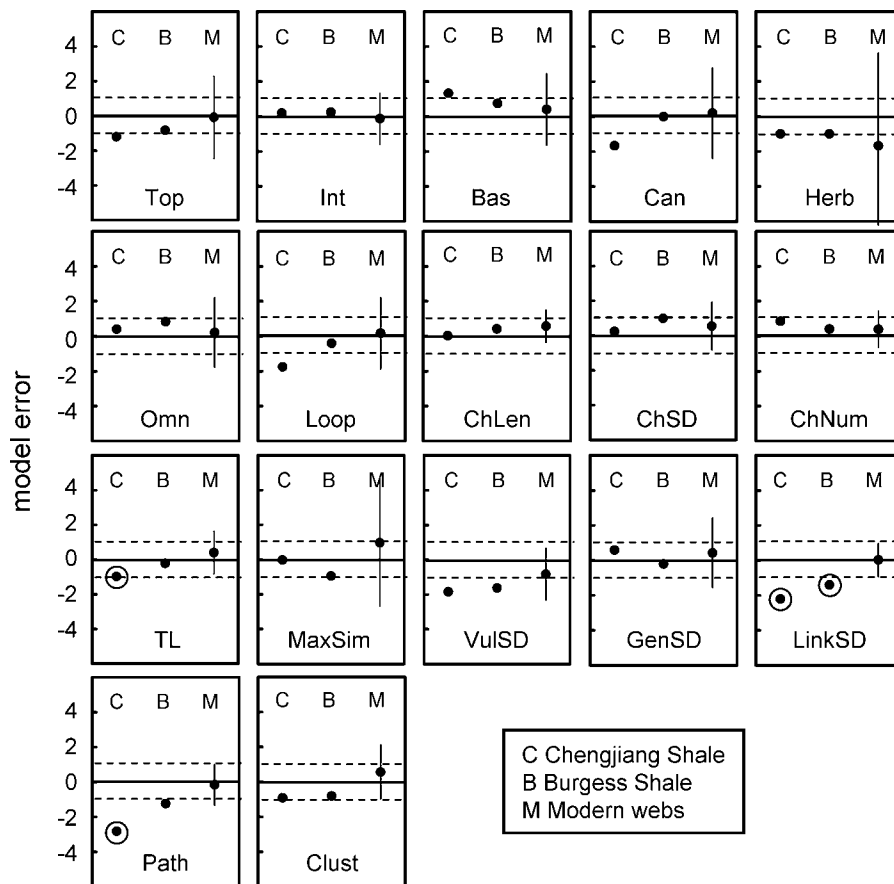 model error
C B M C B M C B M C B M C B M
4
2
0
-2
-4
Top Int Bas Can Herb
C B M C B M C B M C B M C B M
4
2
0
-2
-4
Omn Loop ChLen ChSD ChNum
C B M C B M C B M C B M C B M
4
2
0
-2
-4
TL MaxSim VulSD GenSD LinkSD
C B M C B M
4
2
0
-2
-4
Path Clust
C Chengjiang Shale
B Burgess Shale
M Modern webs